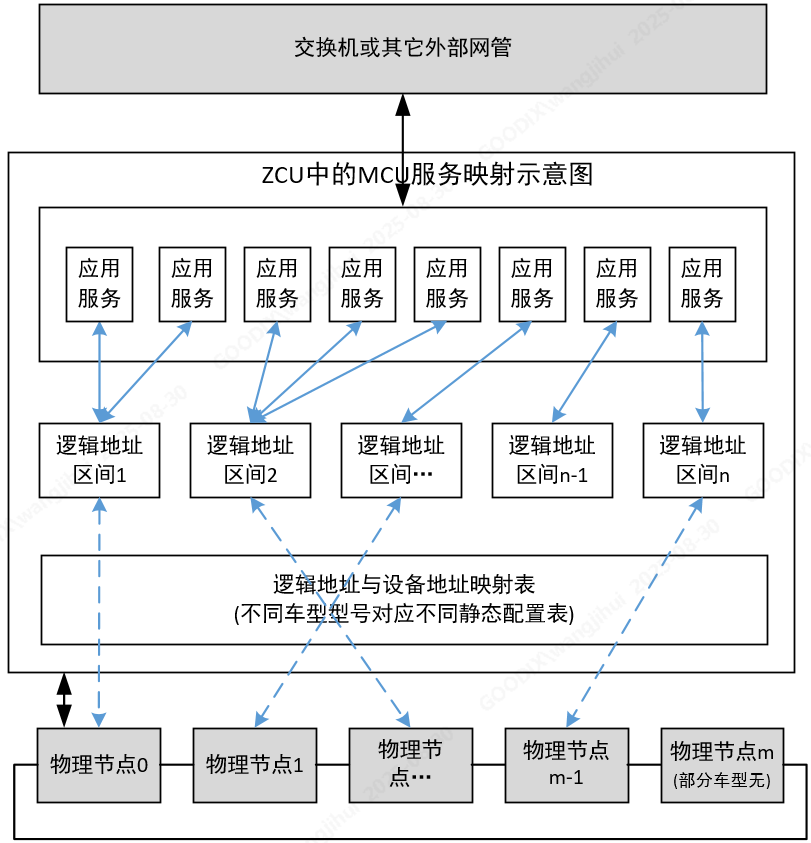 交换机或其它外部网管
ZCU中的MCU服务映射示意图
应用
服务
应用
服务
应用
服务
应用
服务
应用
服务
应用
服务
应用
服务
应用
服务
逻辑地址
区间1
逻辑地址
区间2
逻辑地址
区间…
逻辑地址
区间n-1
逻辑地址
区间n
逻辑地址与设备地址映射表
(不同车型型号对应不同静态配置表)
物理节点0
物理节点1
物理节
点…
物理节点
m-1
物理节点m
(部分车型无)
GOODIX\wangjihui 2025-08-30